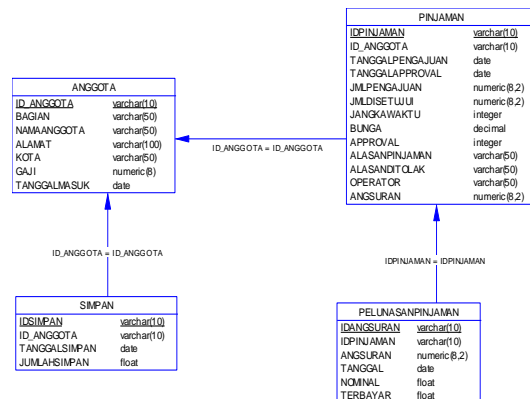 PINJAMAN
IDPINJAMAN varchar(10)
ID_ANGGOTA varchar(10)
TANGGALPENGAJUAN date
TANGGALAPPROVAL date
JMLPENGAJUAN numeric(8,2)
JMLDISETUJUI numeric(8,2)
JANGKAWAKTU integer
BUNGA decimal
APPROVAL integer
ALASANPINJAMAN varchar(50)
ALASANDITOLAK varchar(50)
OPERATOR varchar(50)
ANGSURAN numeric(8,2)
ANGGOTA
ID_ANGGOTA varchar(10)
BAGIAN varchar(50)
NAMAANGGOTA varchar(50)
ALAMAT varchar(100)
KOTA varchar(50)
GAJI numeric(8)
TANGGALMASUK date
ID_ANGGOTA = ID_ANGGOTA
ID_ANGGOTA = ID_ANGGOTA
IDPINJAMAN = IDPINJAMAN
SIMPAN
IDSIMPAN varchar(10)
ID_ANGGOTA varchar(10)
TANGGALSIMPAN date
JUMLAHSIMPAN float
PELUNASANPINJAMAN
IDANGSURAN varchar(10)
IDPINJAMAN varchar(10)
ANGSURAN numeric(8,2)
TANGGAL date
NOMINAL float
TERBAYAR float